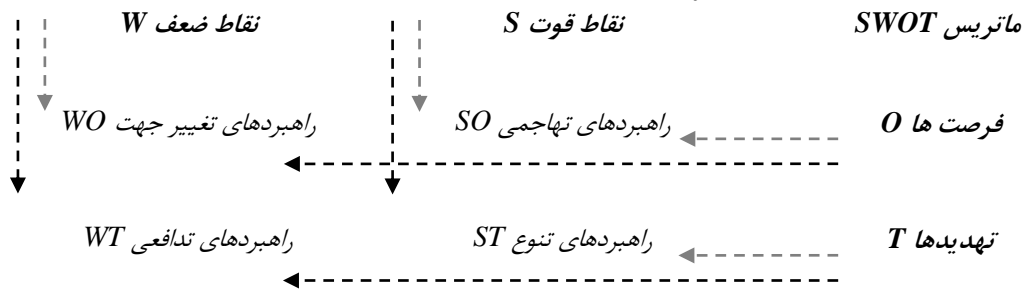 ماتریس SWOT نقاط قوت S نقاط ضعف W
فرصت ها O راهبردهای تهاجمی SO راهبردهای تغییر جهت WO
تهدیدها T راهبردهای تنوع ST راهبردهای تدافعی WT